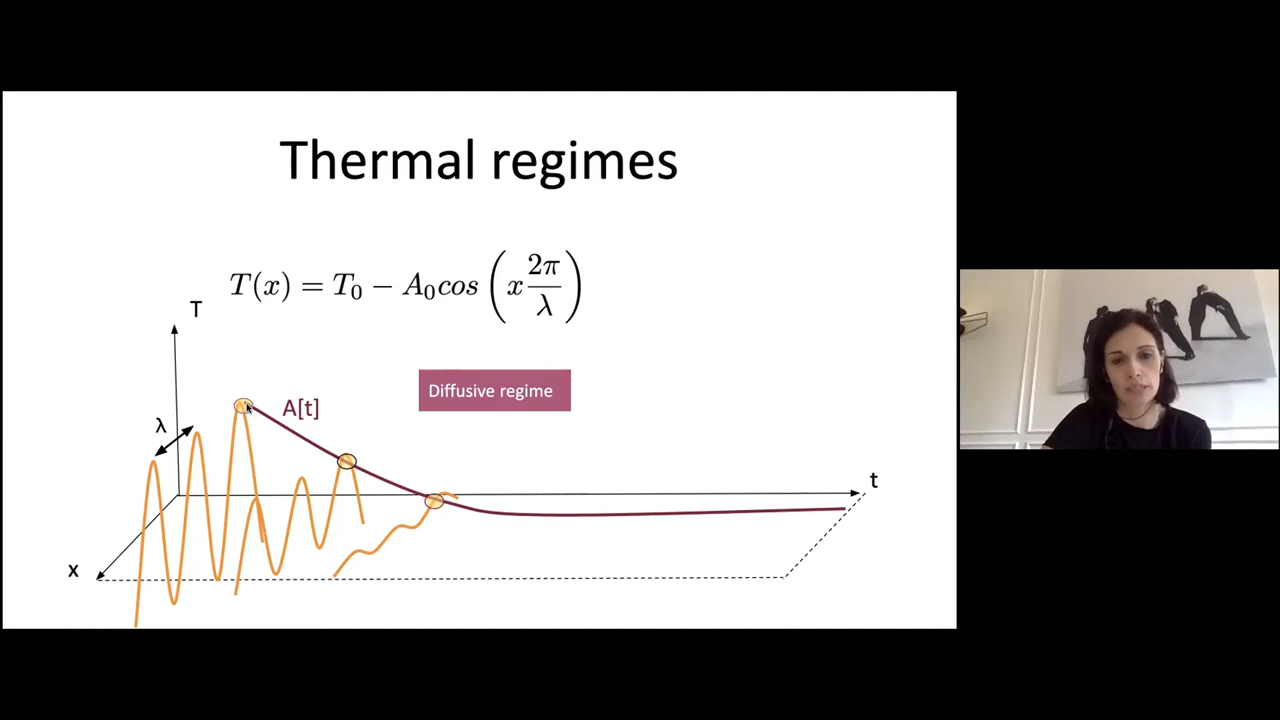 Thermal regimes
T(x) = T₀ − A₀cos(x 2π/λ)
T
Diffusive regime
A[t]
λ
t
x